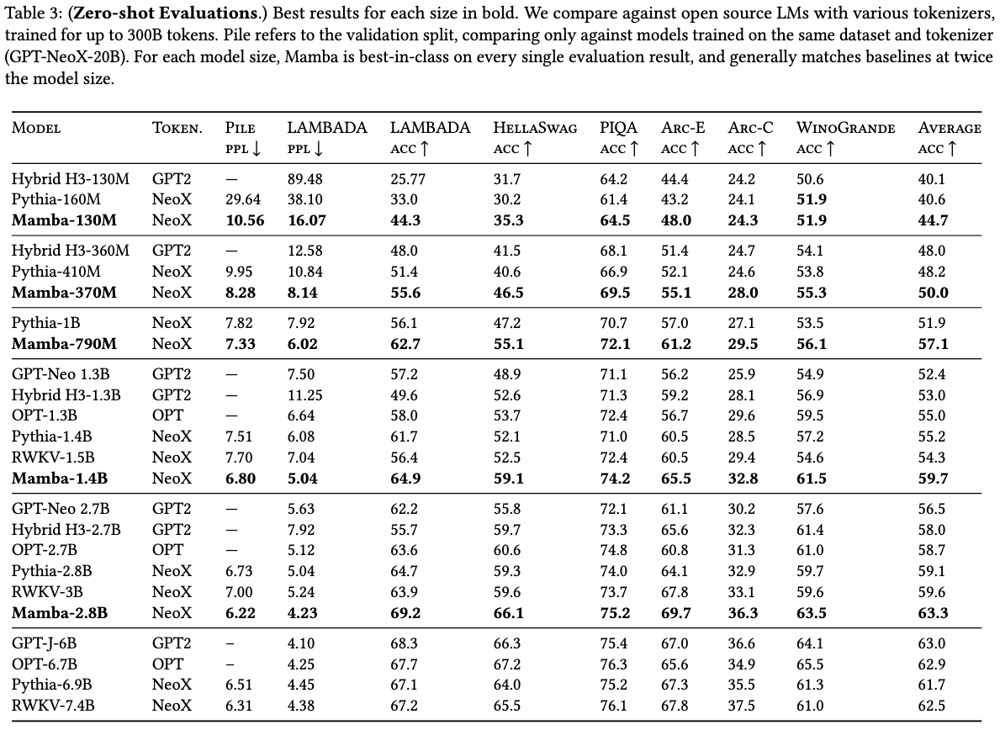 Table 3: (Zero-shot Evaluations.) Best results for each size in bold. We compare against open source LMs with various tokenizers,
trained for up to 300B tokens. Pile refers to the validation split, comparing only against models trained on the same dataset and tokenizer
(GPT-NeoX-20B). For each model size, Mamba is best-in-class on every single evaluation result, and generally matches baselines at twice
the model size.
Model Token. Pile LAMBADA LAMBADA HellaSwag PIQA Arc-E Arc-C WinoGrande Average
ppl ↓ ppl ↓ acc ↑ acc ↑ acc ↑ acc ↑ acc ↑ acc ↑ acc ↑
Hybrid H3-130M GPT2 — 89.48 25.77 31.7 64.2 44.4 24.2 50.6 40.1
Pythia-160M NeoX 29.64 38.10 33.0 30.2 61.4 43.2 24.1 51.9 40.6
Mamba-130M NeoX 10.56 16.07 44.3 35.3 64.5 48.0 24.3 51.9 44.7
Hybrid H3-360M GPT2 — 12.58 48.0 41.5 68.1 51.4 24.7 54.1 48.0
Pythia-410M NeoX 9.95 10.84 51.4 40.6 66.9 52.1 24.6 53.8 48.2
Mamba-370M NeoX 8.28 8.14 55.6 46.5 69.5 55.1 28.0 55.3 50.0
Pythia-1B NeoX 7.82 7.92 56.1 47.2 70.7 57.0 27.1 53.5 51.9
Mamba-790M NeoX 7.33 6.02 62.7 55.1 72.1 61.2 29.5 56.1 57.1
GPT-Neo 1.3B GPT2 — 7.50 57.2 48.9 71.1 56.2 25.9 54.9 52.4
Hybrid H3-1.3B GPT2 — 11.25 49.6 52.6 71.3 59.2 28.1 56.9 53.0
OPT-1.3B OPT — 6.64 58.0 53.7 72.4 56.7 29.6 59.5 55.0
Pythia-1.4B NeoX 7.51 6.08 61.7 52.1 71.0 60.5 28.5 57.2 55.2
RWKV-1.5B NeoX 7.70 7.04 56.4 52.5 72.4 60.5 29.4 54.6 54.3
Mamba-1.4B NeoX 6.80 5.04 64.9 59.1 74.2 65.5 32.8 61.5 59.7
GPT-Neo 2.7B GPT2 — 5.63 62.2 55.8 72.1 61.1 30.2 57.6 56.5
Hybrid H3-2.7B GPT2 — 7.92 55.7 59.7 73.3 65.6 32.3 61.4 58.0
OPT-2.7B OPT — 5.12 63.6 60.6 74.8 60.8 31.3 61.0 58.7
Pythia-2.8B NeoX 6.73 5.04 64.7 59.3 74.0 64.1 32.9 59.7 59.1
RWKV-3B NeoX 7.00 5.24 63.9 59.6 73.7 67.8 33.1 59.6 59.6
Mamba-2.8B NeoX 6.22 4.23 69.2 66.1 75.2 69.7 36.3 63.5 63.3
GPT-J-6B GPT2 – 4.10 68.3 66.3 75.4 67.0 36.6 64.1 63.0
OPT-6.7B OPT – 4.25 67.7 67.2 76.3 65.6 34.9 65.5 62.9
Pythia-6.9B NeoX 6.51 4.45 67.1 64.0 75.2 67.3 35.5 61.3 61.7
RWKV-7.4B NeoX 6.31 4.38 67.2 65.5 76.1 67.8 37.5 61.0 62.5